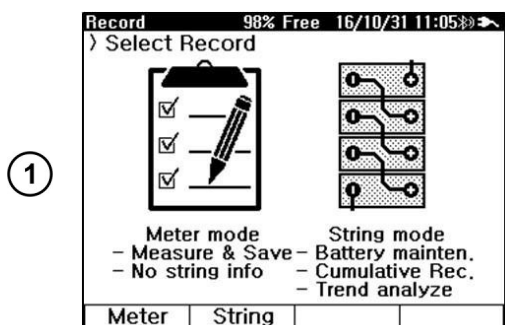 Record 98% Free 16/10/31 11:05
> Select Record
1
Meter mode
– Measure & Save
– No string info
String mode
– Battery mainten.
– Cumulative Rec.
– Trend analyze
Meter String